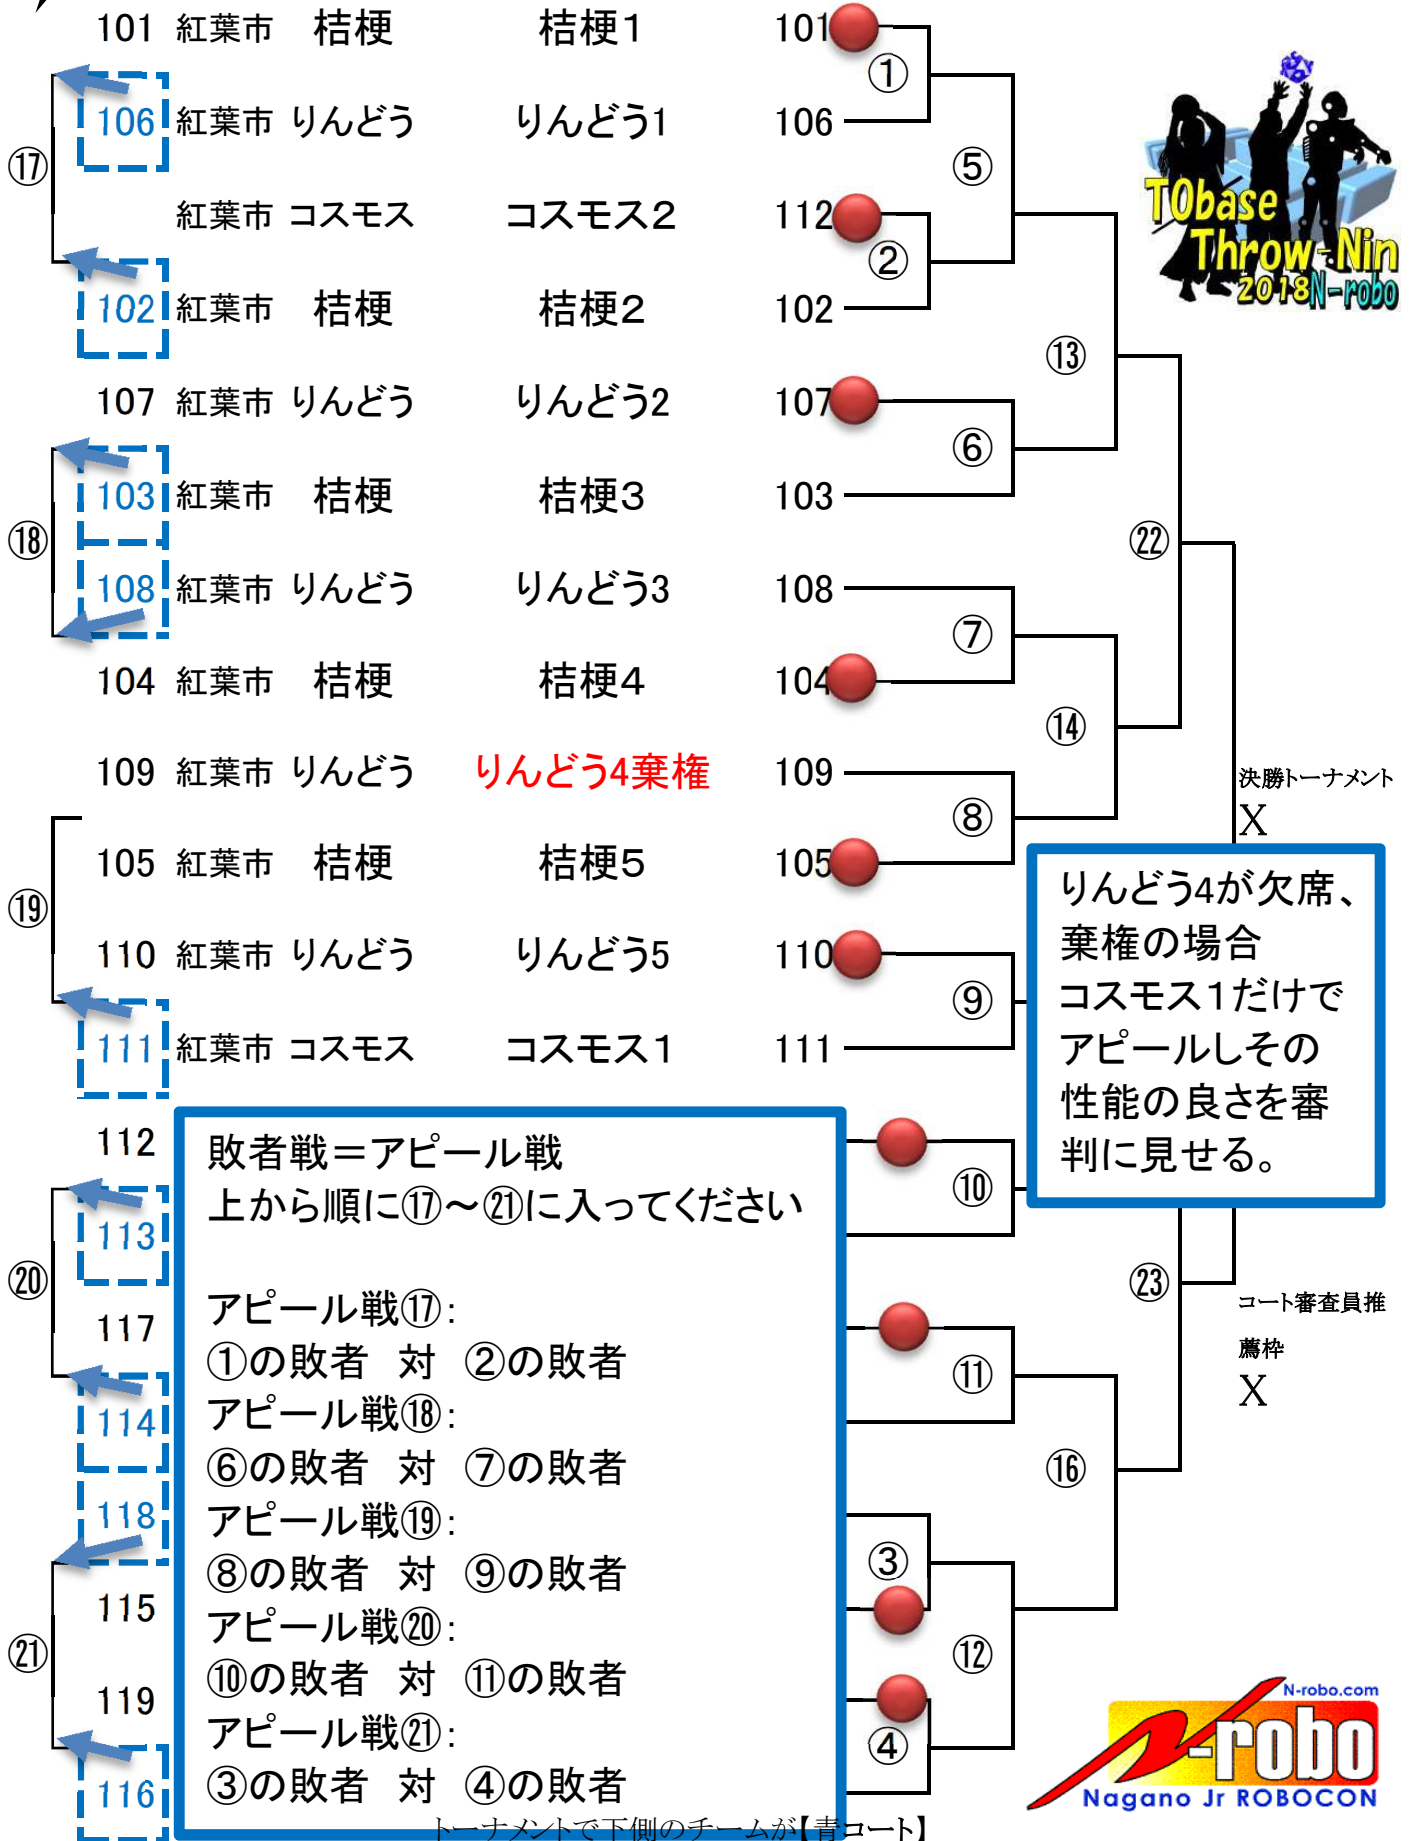 101 紅葉市 桔梗 桔梗１ 101
①
106 紅葉市 りんどう りんどう1 106
⑰
⑤
紅葉市 コスモス コスモス２ 112
②
102 紅葉市 桔梗 桔梗２ 102
TObase
Throw-Nin
2018N-robo
⑬
107 紅葉市 りんどう りんどう2 107
⑥
103 紅葉市 桔梗 桔梗３ 103
⑱
㉒
108 紅葉市 りんどう りんどう3 108
⑦
104 紅葉市 桔梗 桔梗４ 104
⑭
109 紅葉市 りんどう りんどう4棄権 109
決勝トーナメント
X
⑧
105 紅葉市 桔梗 桔梗５ 105
⑲
りんどう4が欠席、
棄権の場合
コスモス１だけで
アピールしその
性能の良さを審
判に見せる。
110 紅葉市 りんどう りんどう5 110
⑨
111 紅葉市 コスモス コスモス１ 111
112
⑩
113
⑳
117
114
⑪
118
⑯
115
③
㉑
⑫
119
④
116
敗者戦＝アピール戦
上から順に⑰～㉑に入ってください
アピール戦⑰：
①の敗者 対 ②の敗者
アピール戦⑱：
⑥の敗者 対 ⑦の敗者
アピール戦⑲：
⑧の敗者 対 ⑨の敗者
アピール戦⑳：
⑩の敗者 対 ⑪の敗者
アピール戦㉑：
③の敗者 対 ④の敗者
㉓
コート審査員推
薦枠
X
N-robo.com
N-robo
Nagano Jr ROBOCON
トーナメントで下側のチームが【青コート】